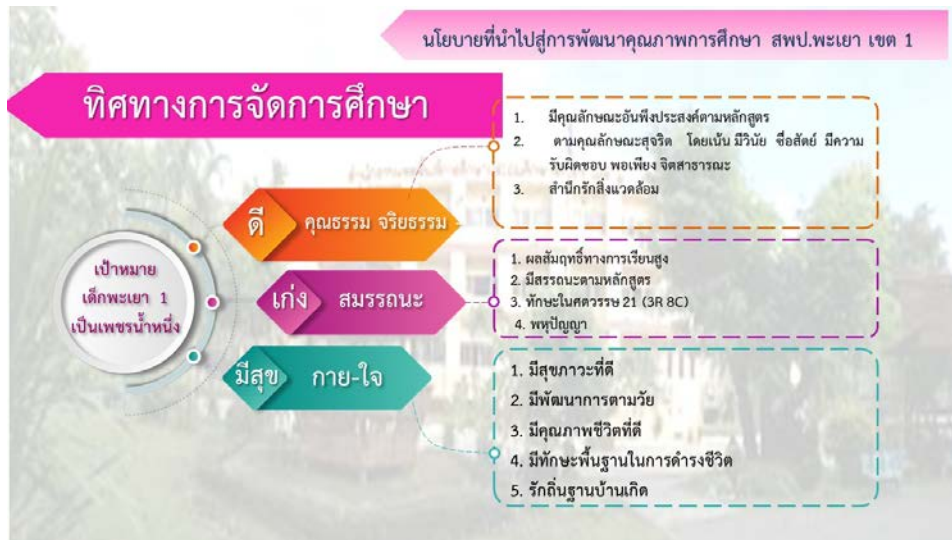 นโยบายที่นำไปสู่การพัฒนาคุณภาพการศึกษา สพป.พะเยา เขต 1
ทิศทางการจัดการศึกษา
เป้าหมาย
เด็กพะเยา 1
เป็นเพชรน้ำหนึ่ง
ดี คุณธรรม จริยธรรม
1. มีคุณลักษณะอันพึงประสงค์ตามหลักสูตร
2. ตามคุณลักษณะสุจริต โดยเน้น มีวินัย ซื่อสัตย์ มีความ
รับผิดชอบ พอเพียง จิตสาธารณะ
3. สำนึกรักสิ่งแวดล้อม
เก่ง สมรรถนะ
1. ผลสัมฤทธิ์ทางการเรียนสูง
2. มีสรรถนะตามหลักสูตร
3. ทักษะในศตวรรษ 21 (3R 8C)
4. พหุปัญญา
มีสุข กาย-ใจ
1. มีสุขภาวะที่ดี
2. มีพัฒนาการตามวัย
3. มีคุณภาพชีวิตที่ดี
4. มีทักษะพื้นฐานในการดำรงชีวิต
5. รักถิ่นฐานบ้านเกิด